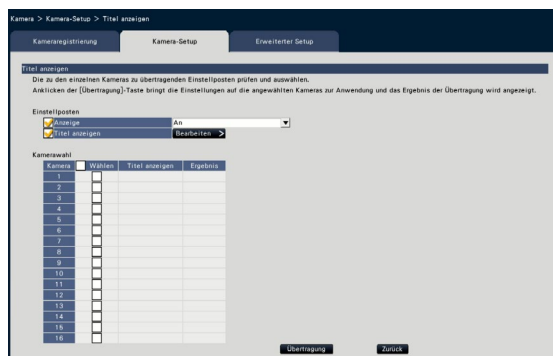 Kamera > Kamera-Setup > Titel anzeigen
Kameraregistrierung Kamera-Setup Erweiterter Setup
Titel anzeigen
Die zu den einzelnen Kameras zu übertragenden Einstellposten prüfen und auswählen.
Anklicken der [Übertragung]-Taste bringt die Einstellungen auf die angewählten Kameras zur Anwendung und das Ergebnis der Übertragung wird angezeigt.
Einstellposten
Anzeige An
Titel anzeigen Bearbeiten >
Kamerawahl
Kamera Wählen Titel anzeigen Ergebnis
1
2
3
4
5
6
7
8
9
10
11
12
13
14
15
16
Übertragung Zurück